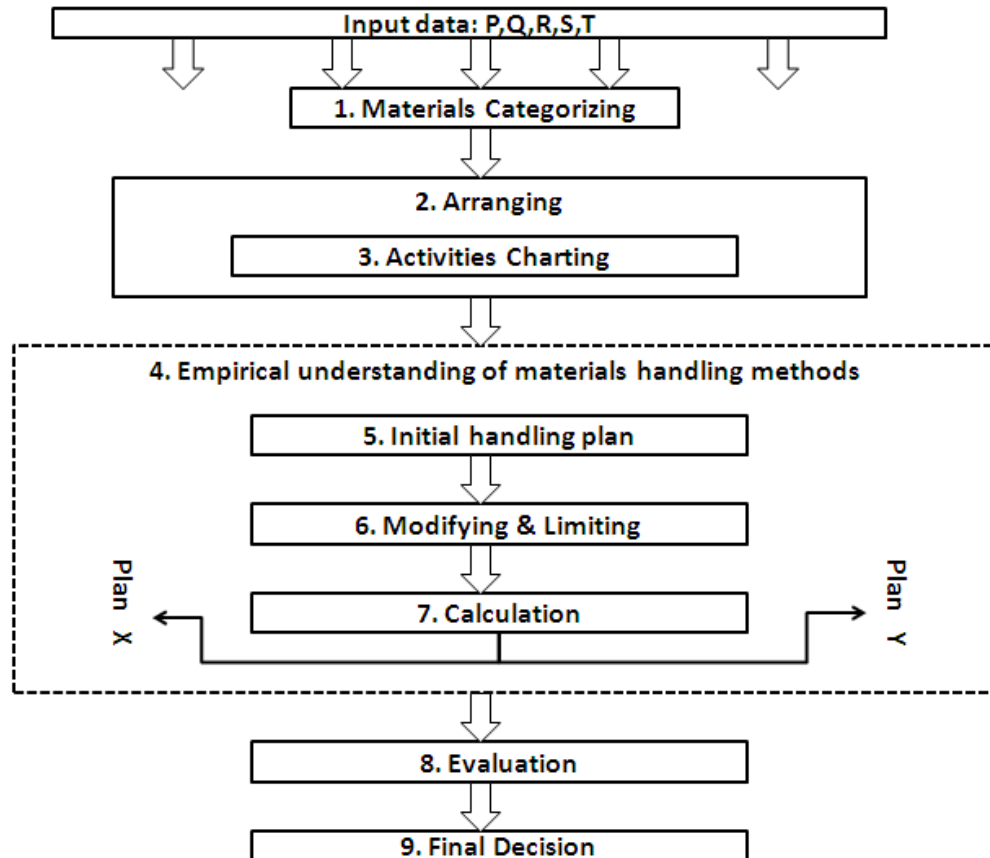 Input data: P,Q,R,S,T
1. Materials Categorizing
2. Arranging
3. Activities Charting
4. Empirical understanding of materials handling methods
5. Initial handling plan
6. Modifying & Limiting
7. Calculation
Plan X
Plan Y
8. Evaluation
9. Final Decision